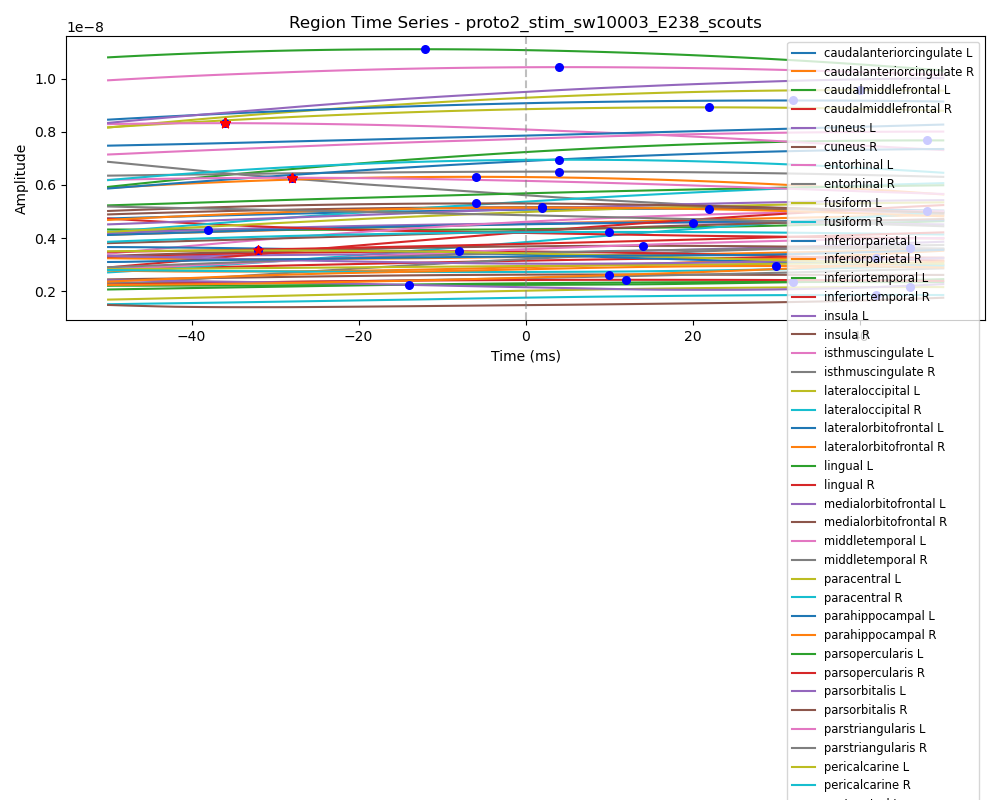 Region Time Series - proto2_stim_sw10003_E238_scouts
1e−8
1.0
0.8
0.6
0.4
0.2
Amplitude
−40
−20
0
20
Time (ms)
caudalanteriorcingulate L
caudalanteriorcingulate R
caudalmiddlefrontal L
caudalmiddlefrontal R
cuneus L
cuneus R
entorhinal L
entorhinal R
fusiform L
fusiform R
inferiorparietal L
inferiorparietal R
inferiortemporal L
inferiortemporal R
insula L
insula R
isthmuscingulate L
isthmuscingulate R
lateraloccipital L
lateraloccipital R
lateralorbitofrontal L
lateralorbitofrontal R
lingual L
lingual R
medialorbitofrontal L
medialorbitofrontal R
middletemporal L
middletemporal R
paracentral L
paracentral R
parahippocampal L
parahippocampal R
parsopercularis L
parsopercularis R
parsorbitalis L
parsorbitalis R
parstriangularis L
parstriangularis R
pericalcarine L
pericalcarine R